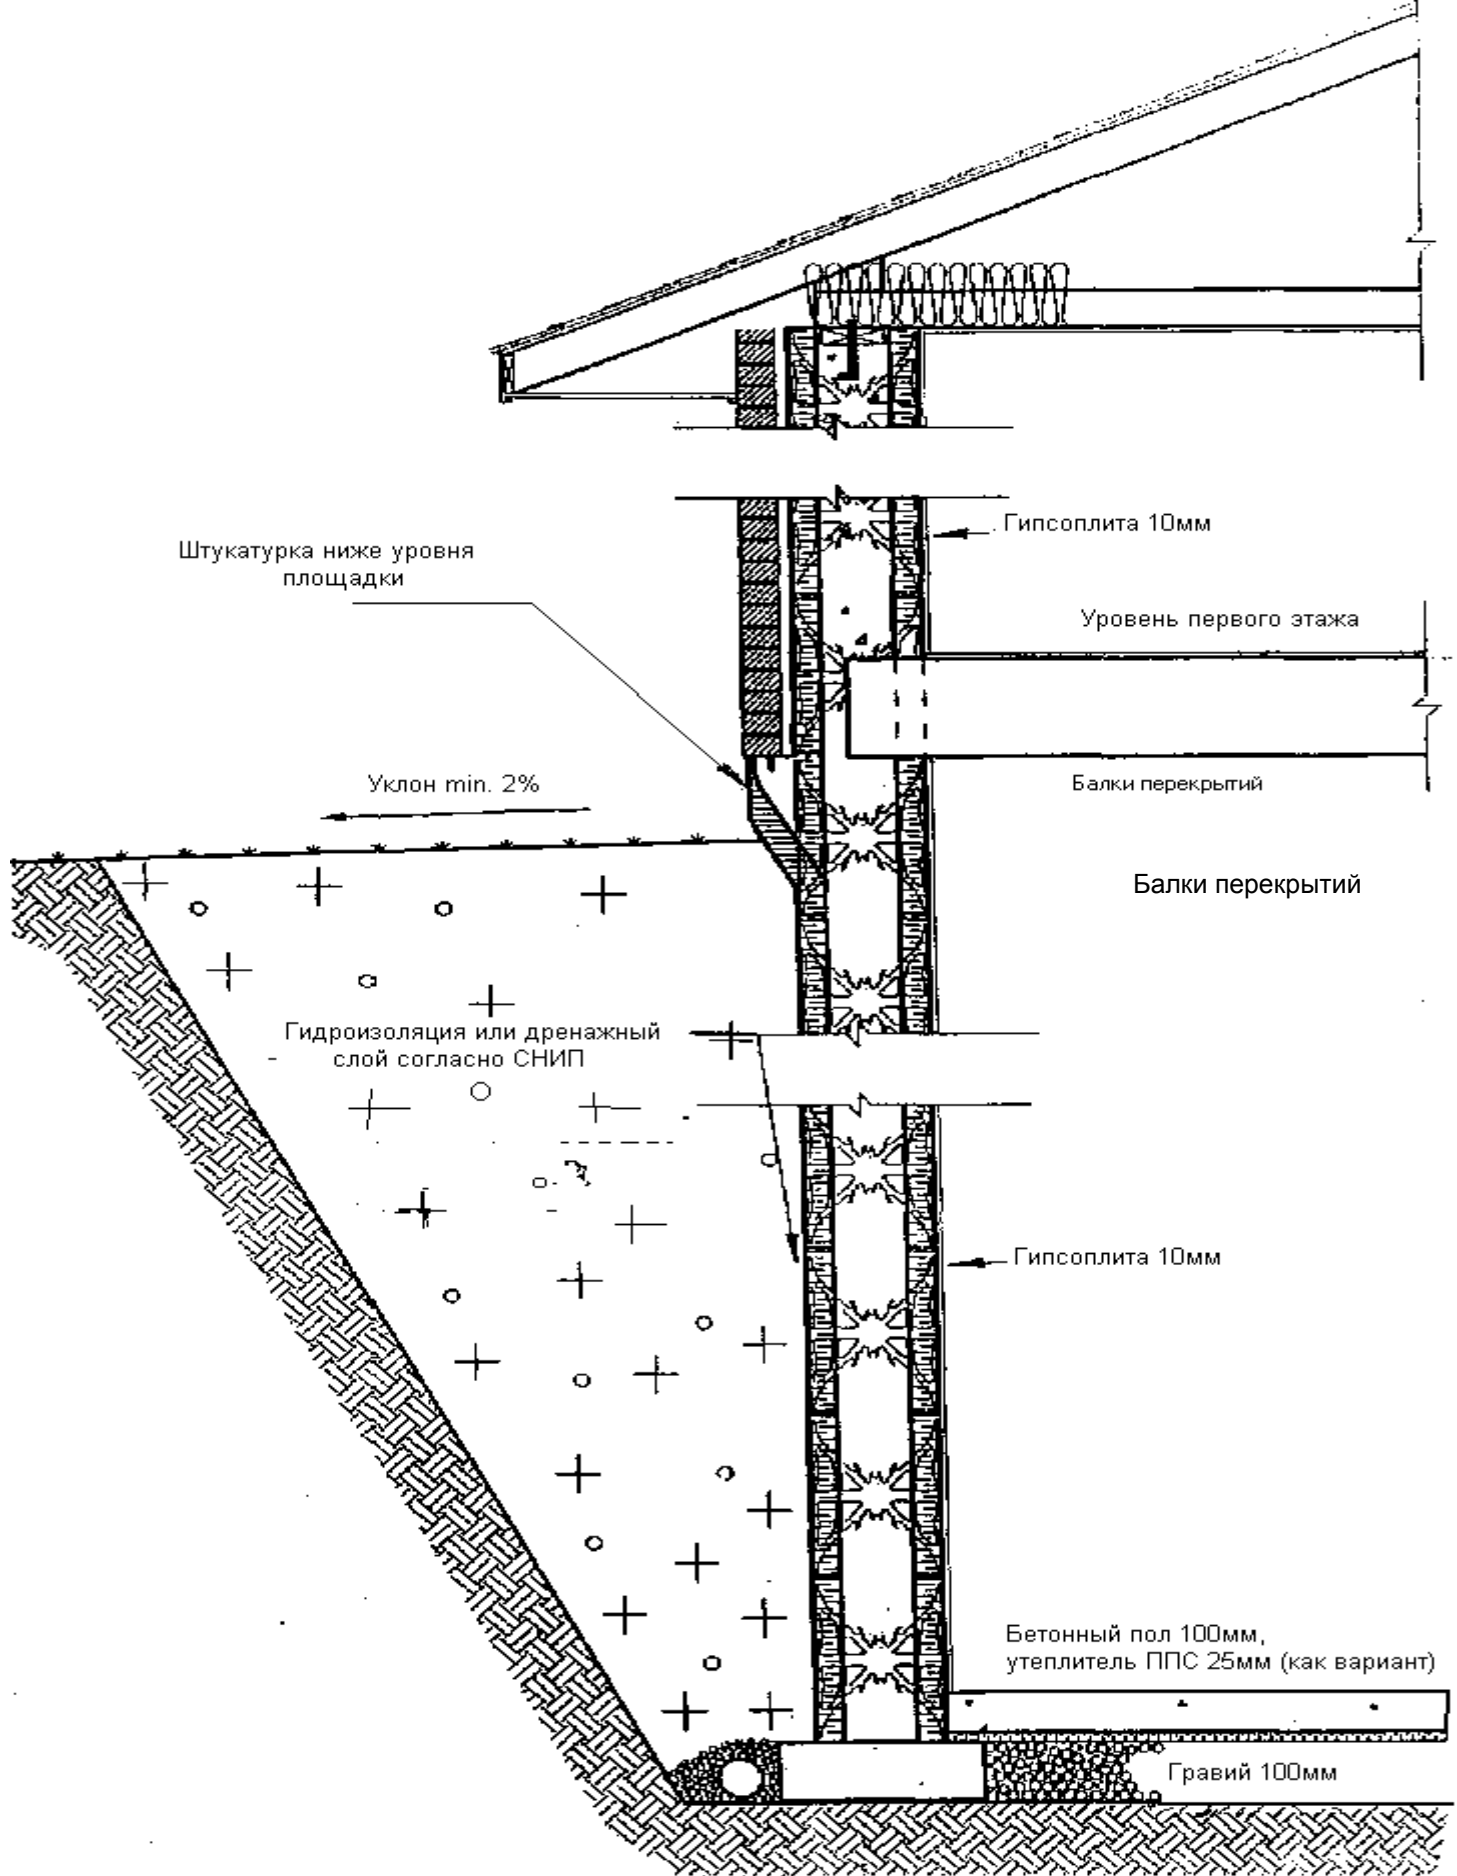 Гипсоплита 10мм
Штукатурка ниже уровня
площадки
Уровень первого этажа
Уклон min. 2%
Балки перекрытий
Балки перекрытий
Гидроизоляция или дренажный
слой согласно СНИП
Гипсоплита 10мм
Бетонный пол 100мм,
утеплитель ППС 25мм (как вариант)
Гравий 100мм